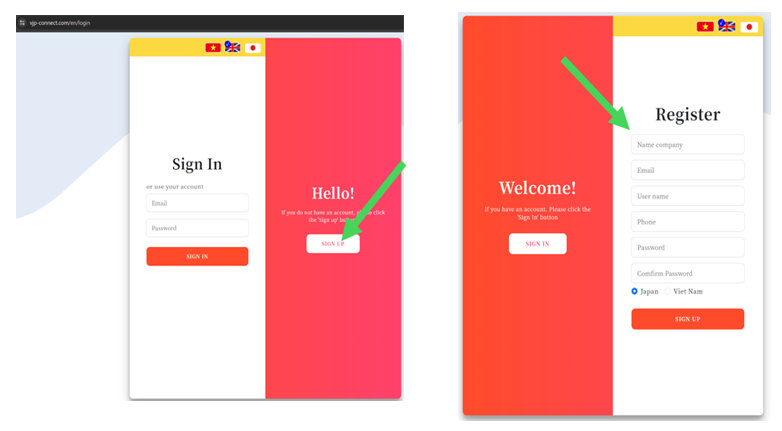 vjp-connect.com/en/login
Sign In
or use your account
Email
Password
SIGN IN
Hello!
If you do not have an account, please click
the 'Sign up' button
SIGN UP
Welcome!
If you have an account. Please click the
'Sign In' button
SIGN IN
Register
Name company
Email
User name
Phone
Password
Comfirm Password
Japan Viet Nam
SIGN UP